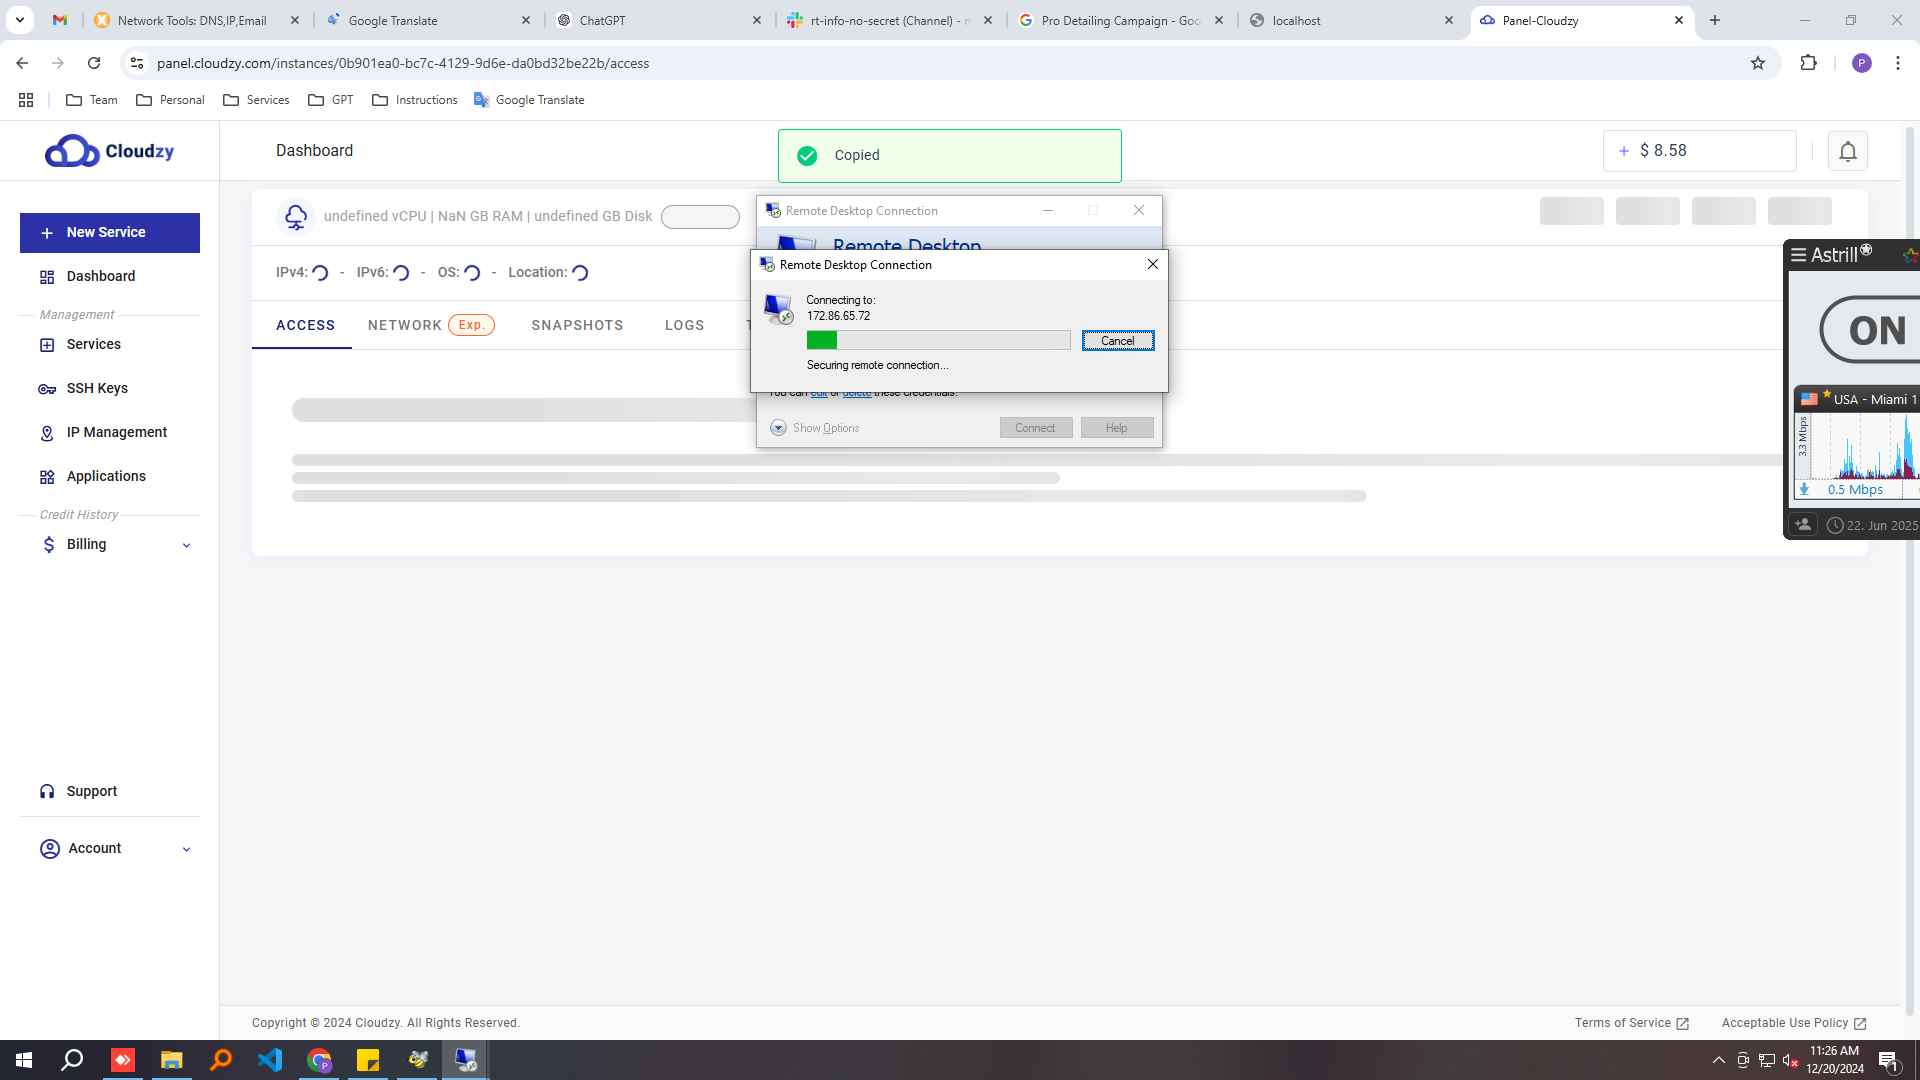 Network Tools: DNS,IP,Email
Google Translate
ChatGPT
rt-info-no-secret (Channel) -
Pro Detailing Campaign - Goo
localhost
Panel-Cloudzy
panel.cloudzy.com/instances/0b901ea0-bc7c-4129-9d6e-da0bd32be22b/access
P
Team
Personal
Services
GPT
Instructions
Google Translate
Cloudzy
Dashboard
Copied
+ $ 8.58
New Service
Dashboard
Management
Services
SSH Keys
IP Management
Applications
Credit History
Billing
Support
Account
undefined vCPU | NaN GB RAM | undefined GB Disk
IPv4: - IPv6: - OS: - Location:
ACCESS
NETWORK Exp.
SNAPSHOTS
LOGS
Remote Desktop Connection
Remote Desktop
Remote Desktop Connection
Connecting to:
172.86.65.72
Cancel
Securing remote connection...
You can edit or delete these credentials.
Show Options
Connect
Help
Astrill
ON
USA - Miami 1
3.3 Mbps
0.5 Mbps
22. Jun 2025
Copyright © 2024 Cloudzy. All Rights Reserved.
Terms of Service
Acceptable Use Policy
11:26 AM
12/20/2024
1